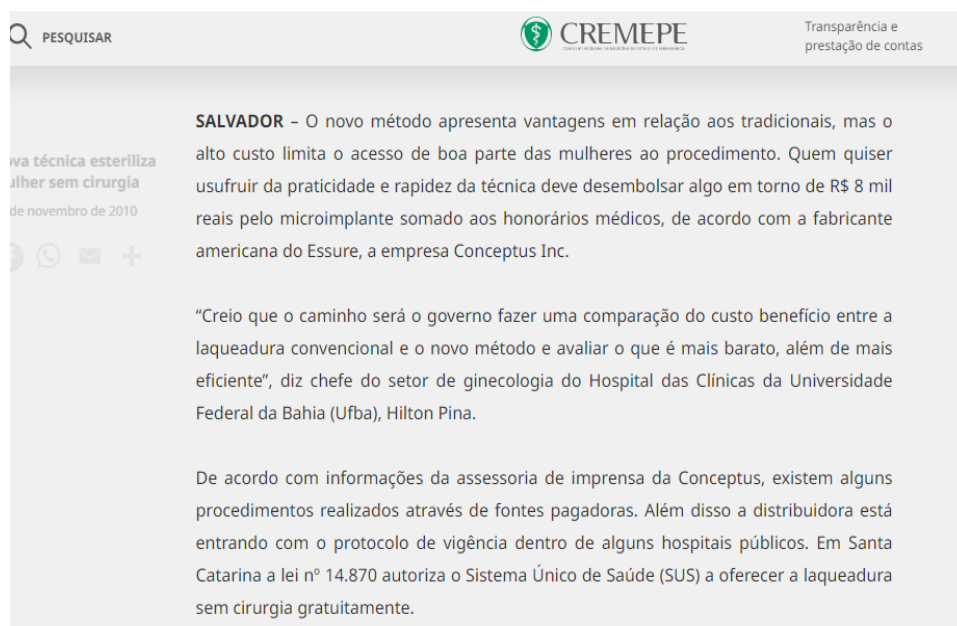 PESQUISAR
CREMEPE
Transparência e
prestação de contas
SALVADOR – O novo método apresenta vantagens em relação aos tradicionais, mas o
alto custo limita o acesso de boa parte das mulheres ao procedimento. Quem quiser
usufruir da praticidade e rapidez da técnica deve desembolsar algo em torno de R$ 8 mil
reais pelo microimplante somado aos honorários médicos, de acordo com a fabricante
americana do Essure, a empresa Conceptus Inc.
ova técnica esteriliza
ulher sem cirurgia
de novembro de 2010
“Creio que o caminho será o governo fazer uma comparação do custo benefício entre a
laqueadura convencional e o novo método e avaliar o que é mais barato, além de mais
eficiente”, diz chefe do setor de ginecologia do Hospital das Clínicas da Universidade
Federal da Bahia (Ufba), Hilton Pina.
De acordo com informações da assessoria de imprensa da Conceptus, existem alguns
procedimentos realizados através de fontes pagadoras. Além disso a distribuidora está
entrando com o protocolo de vigência dentro de alguns hospitais públicos. Em Santa
Catarina a lei nº 14.870 autoriza o Sistema Único de Saúde (SUS) a oferecer a laqueadura
sem cirurgia gratuitamente.